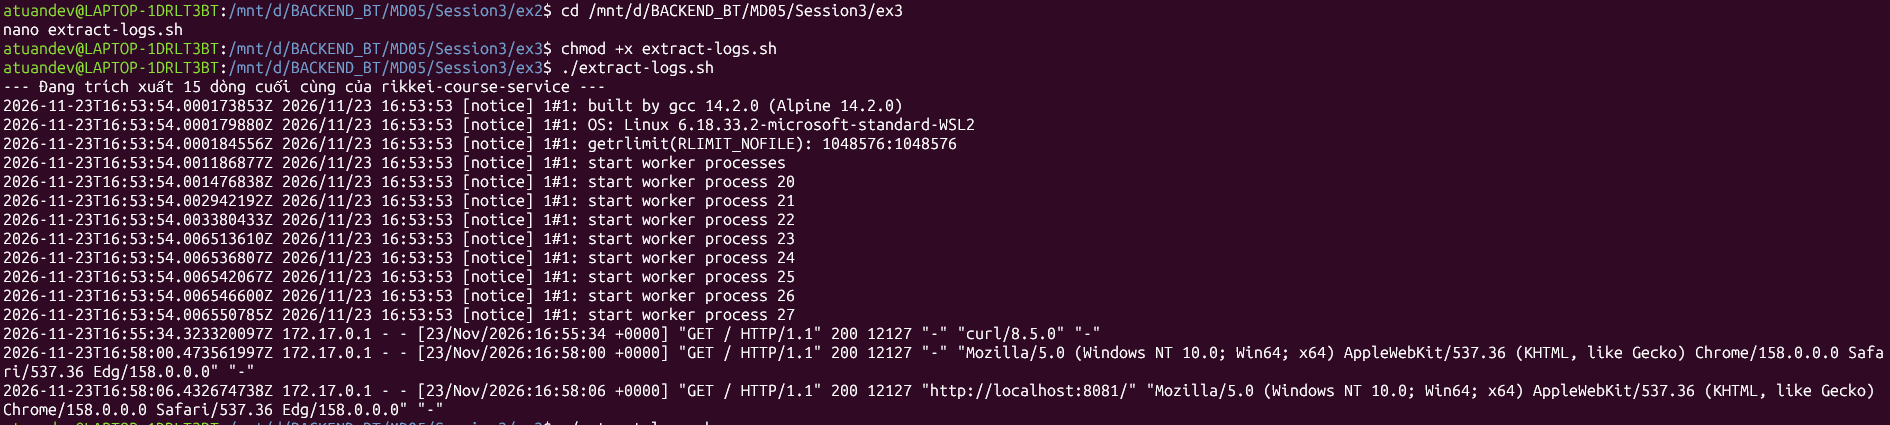 atuandev@LAPTOP-1DRLT3BT:/mnt/d/BACKEND_BT/MD05/Session3/ex2$ cd /mnt/d/BACKEND_BT/MD05/Session3/ex3
nano extract-logs.sh
atuandev@LAPTOP-1DRLT3BT:/mnt/d/BACKEND_BT/MD05/Session3/ex3$ chmod +x extract-logs.sh
atuandev@LAPTOP-1DRLT3BT:/mnt/d/BACKEND_BT/MD05/Session3/ex3$ ./extract-logs.sh
--- Đang trích xuất 15 dòng cuối cùng của rikkei-course-service ---
2026-11-23T16:53:54.000173853Z 2026/11/23 16:53:53 [notice] 1#1: built by gcc 14.2.0 (Alpine 14.2.0)
2026-11-23T16:53:54.000179880Z 2026/11/23 16:53:53 [notice] 1#1: OS: Linux 6.18.33.2-microsoft-standard-WSL2
2026-11-23T16:53:54.000184556Z 2026/11/23 16:53:53 [notice] 1#1: getrlimit(RLIMIT_NOFILE): 1048576:1048576
2026-11-23T16:53:54.001186877Z 2026/11/23 16:53:53 [notice] 1#1: start worker processes
2026-11-23T16:53:54.001476838Z 2026/11/23 16:53:53 [notice] 1#1: start worker process 20
2026-11-23T16:53:54.002942192Z 2026/11/23 16:53:53 [notice] 1#1: start worker process 21
2026-11-23T16:53:54.003380433Z 2026/11/23 16:53:53 [notice] 1#1: start worker process 22
2026-11-23T16:53:54.006513610Z 2026/11/23 16:53:53 [notice] 1#1: start worker process 23
2026-11-23T16:53:54.006536807Z 2026/11/23 16:53:53 [notice] 1#1: start worker process 24
2026-11-23T16:53:54.006542067Z 2026/11/23 16:53:53 [notice] 1#1: start worker process 25
2026-11-23T16:53:54.006546600Z 2026/11/23 16:53:53 [notice] 1#1: start worker process 26
2026-11-23T16:53:54.006550785Z 2026/11/23 16:53:53 [notice] 1#1: start worker process 27
2026-11-23T16:55:34.323320097Z 172.17.0.1 - - [23/Nov/2026:16:55:34 +0000] "GET / HTTP/1.1" 200 12127 "-" "curl/8.5.0" "-"
2026-11-23T16:58:00.473561997Z 172.17.0.1 - - [23/Nov/2026:16:58:00 +0000] "GET / HTTP/1.1" 200 12127 "-" "Mozilla/5.0 (Windows NT 10.0; Win64; x64) AppleWebKit/537.36 (KHTML, like Gecko) Chrome/158.0.0.0 Safa
ri/537.36 Edg/158.0.0.0" "-"
2026-11-23T16:58:06.432674738Z 172.17.0.1 - - [23/Nov/2026:16:58:06 +0000] "GET / HTTP/1.1" 200 12127 "http://localhost:8081/" "Mozilla/5.0 (Windows NT 10.0; Win64; x64) AppleWebKit/537.36 (KHTML, like Gecko)
Chrome/158.0.0.0 Safari/537.36 Edg/158.0.0.0" "-"